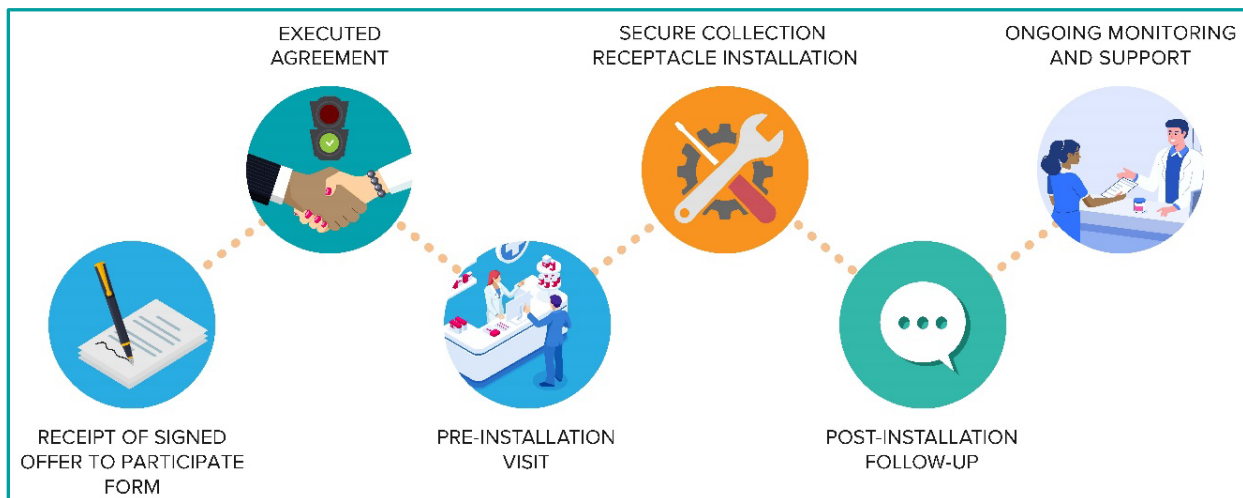 RECEIPT OF SIGNED
OFFER TO PARTICIPATE
FORM
EXECUTED
AGREEMENT
PRE-INSTALLATION
VISIT
SECURE COLLECTION
RECEPTACLE INSTALLATION
POST-INSTALLATION
FOLLOW-UP
ONGOING MONITORING
AND SUPPORT